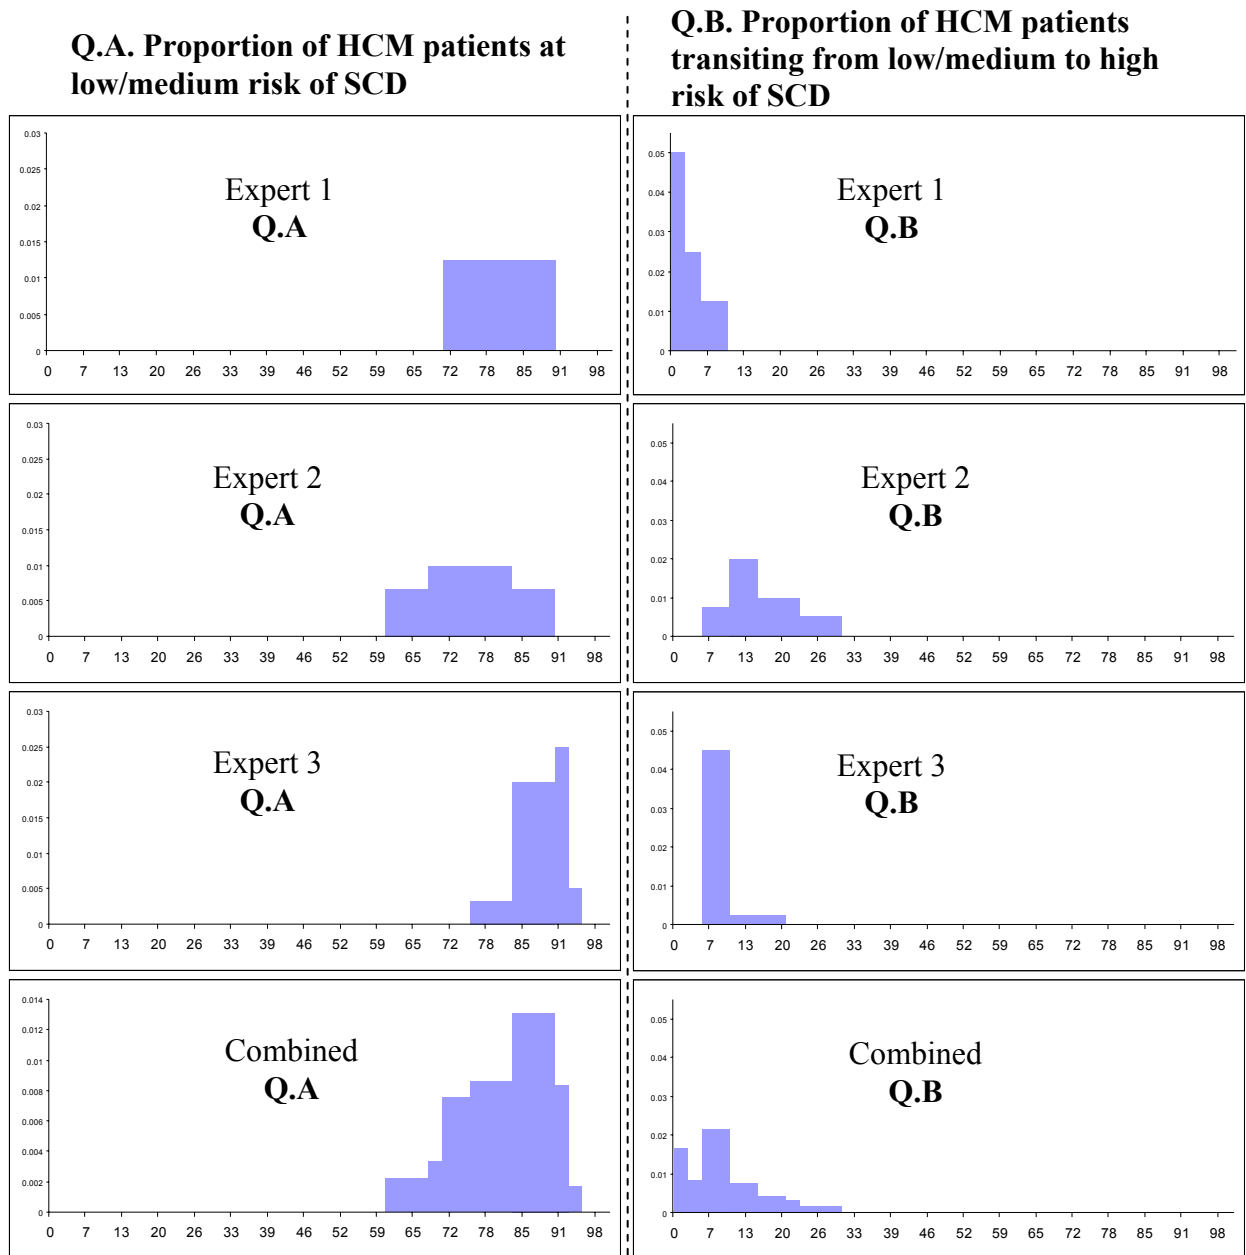 Q.A. Proportion of HCM patients at
low/medium risk of SCD
Q.B. Proportion of HCM patients
transiting from low/medium to high
risk of SCD
0.03
0.025
0.02
0.015
0.01
0.005
0
Expert 1
Q.A
0 7 13 20 26 33 39 46 52 59 65 72 78 85 91 98
0.05
0.04
0.03
0.02
0.01
0
Expert 1
Q.B
0 7 13 20 26 33 39 46 52 59 65 72 78 85 91 98
0.03
0.025
0.02
0.015
0.01
0.005
0
Expert 2
Q.A
0 7 13 20 26 33 39 46 52 59 65 72 78 85 91 98
0.05
0.04
0.03
0.02
0.01
0
Expert 2
Q.B
0 7 13 20 26 33 39 46 52 59 65 72 78 85 91 98
0.03
0.025
0.02
0.015
0.01
0.005
0
Expert 3
Q.A
0 7 13 20 26 33 39 46 52 59 65 72 78 85 91 98
0.05
0.04
0.03
0.02
0.01
0
Expert 3
Q.B
0 7 13 20 26 33 39 46 52 59 65 72 78 85 91 98
0.014
0.012
0.01
0.008
0.006
0.004
0.002
0
Combined
Q.A
0 7 13 20 26 33 39 46 52 59 65 72 78 85 91 98
0.05
0.04
0.03
0.02
0.01
0
Combined
Q.B
0 7 13 20 26 33 39 46 52 59 65 72 78 85 91 98